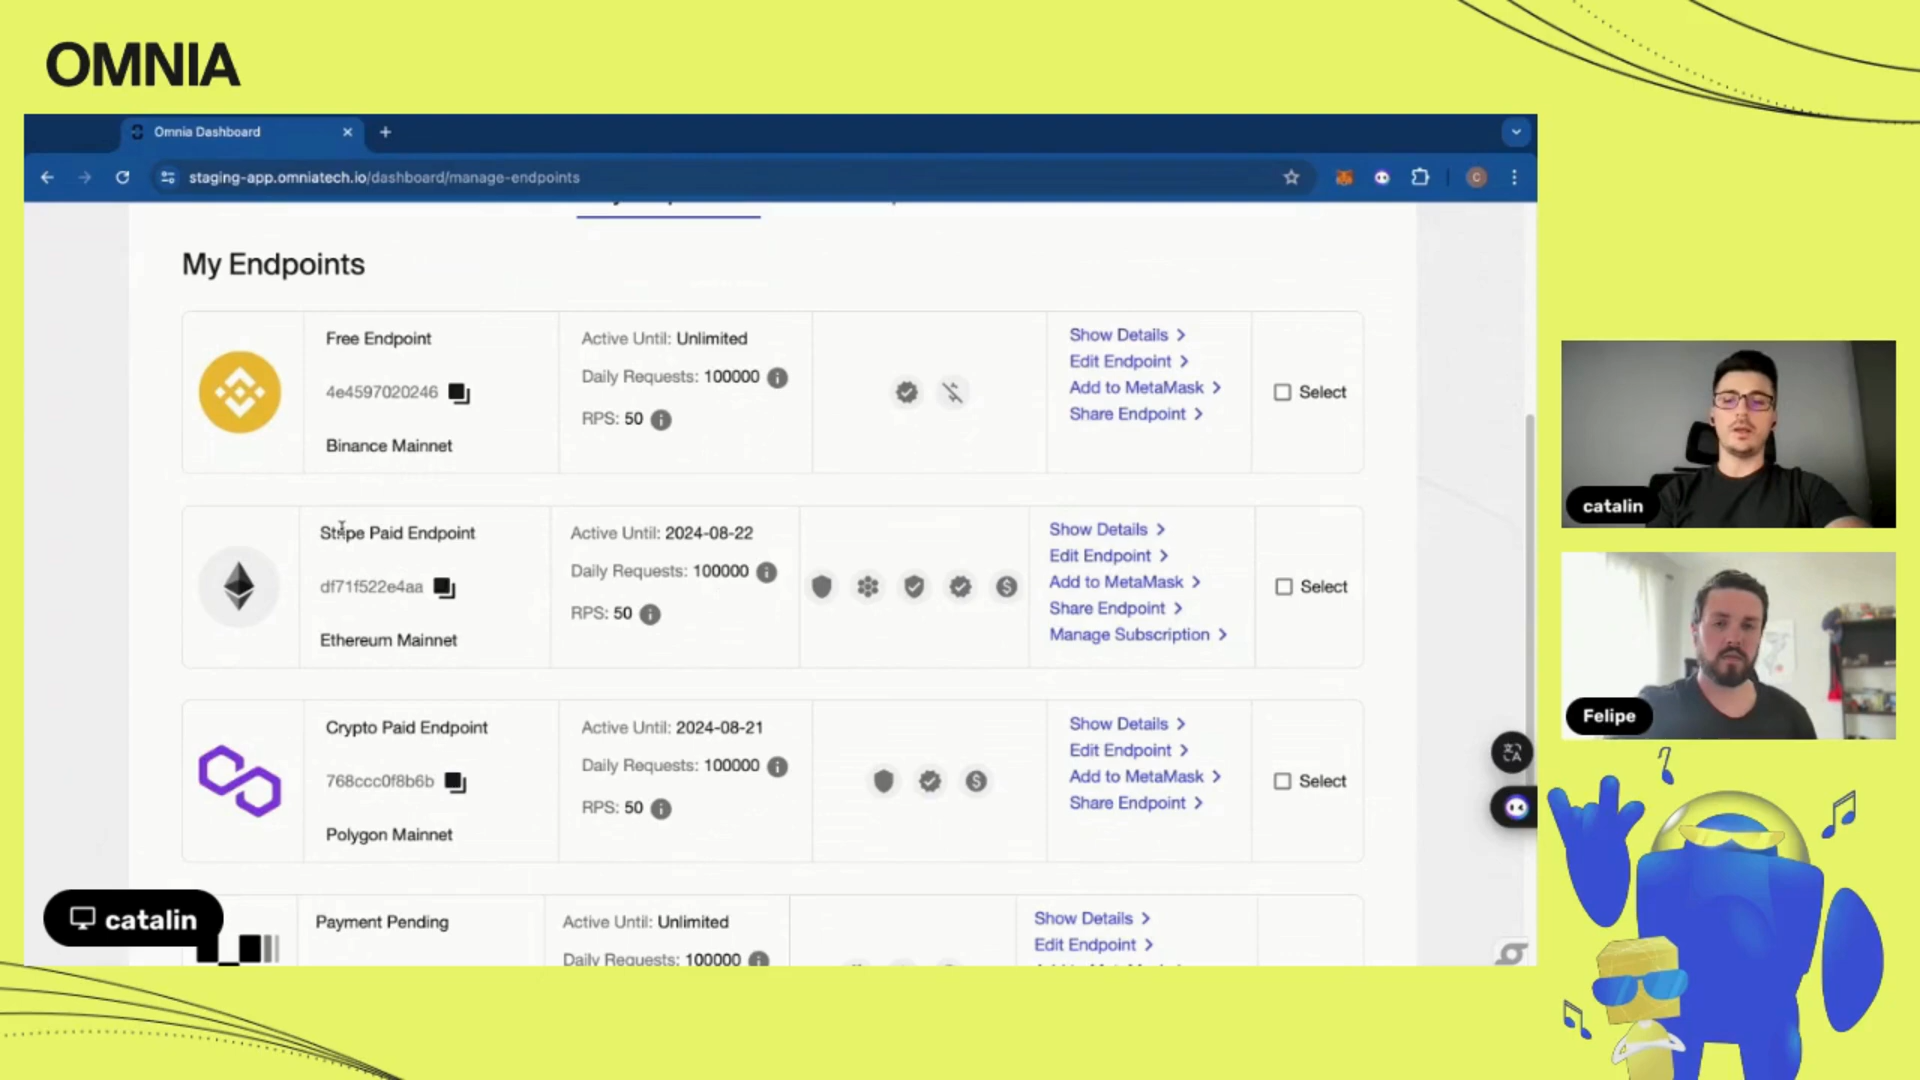 OMNIA
Omnia Dashboard
staging-app.omniatech.io/dashboard/manage-endpoints
C
My Endpoints
Free Endpoint
4e4597020246
Binance Mainnet
Active Until: Unlimited
Daily Requests: 100000
RPS: 50
Show Details
Edit Endpoint
Add to MetaMask
Share Endpoint
Select
Stripe Paid Endpoint
df71f522e4aa
Ethereum Mainnet
Active Until: 2024-08-22
Daily Requests: 100000
RPS: 50
Show Details
Edit Endpoint
Add to MetaMask
Share Endpoint
Manage Subscription
Select
Crypto Paid Endpoint
768ccc0f8b6b
Polygon Mainnet
Active Until: 2024-08-21
Daily Requests: 100000
RPS: 50
Show Details
Edit Endpoint
Add to MetaMask
Share Endpoint
Select
Payment Pending
Active Until: Unlimited
Daily Requests: 100000
Show Details
Edit Endpoint
catalin
catalin
Felipe